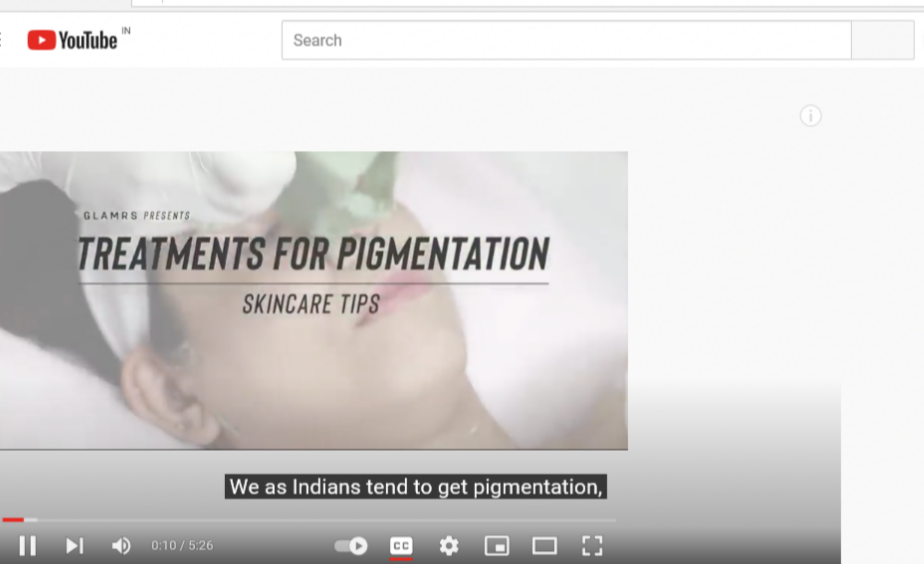 YouTube IN
Search
GLAMRS PRESENTS
TREATMENTS FOR PIGMENTATION
SKINCARE TIPS
We as Indians tend to get pigmentation,
0:10 / 5:26
CC